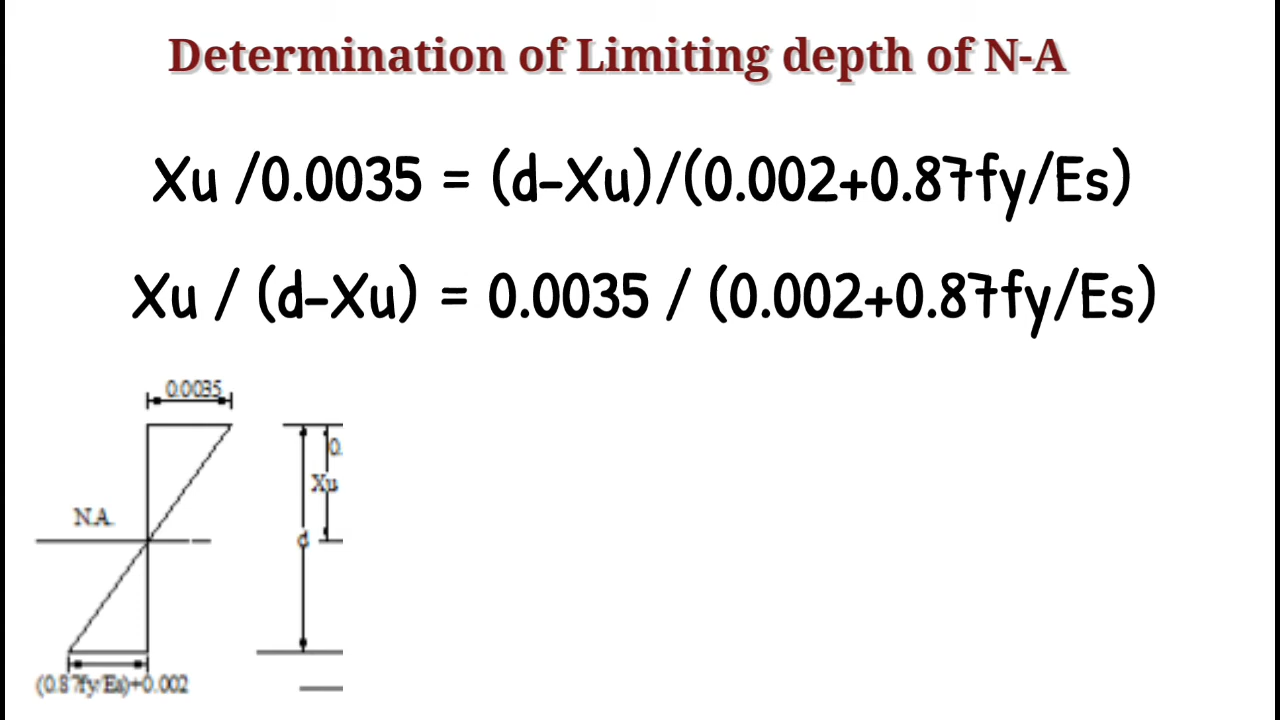 Determination of Limiting depth of N-A
Xu /0.0035 = (d-Xu)/(0.002+0.87fy/Es)
Xu / (d-Xu) = 0.0035 / (0.002+0.87fy/Es)
0.0035
0.
Xu
N.A.
d
(0.87fy/Es)+0.002